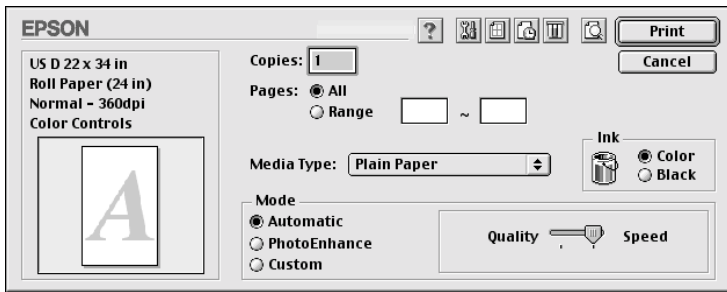 EPSON
?
Print
Cancel
US D 22 x 34 in
Roll Paper (24 in)
Normal - 360dpi
Color Controls
A
Copies: 1
Pages: All
Range ~
Media Type: Plain Paper
Ink
Color
Black
Mode
Automatic
PhotoEnhance
Custom
Quality Speed